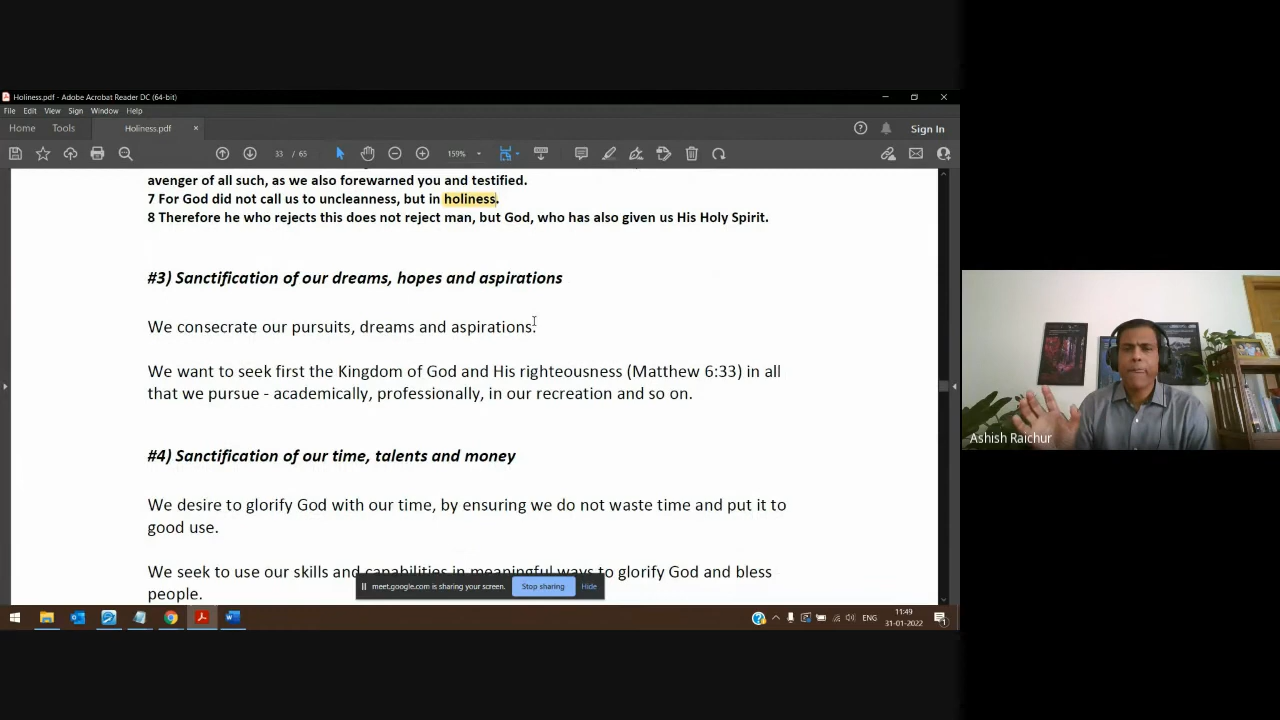 Holiness.pdf - Adobe Acrobat Reader DC (64-bit)
File Edit View Sign Window Help
Home Tools Holiness.pdf × Sign In
33 / 65 159%
avenger of all such, as we also forewarned you and testified.
7 For God did not call us to uncleanness, but in holiness.
8 Therefore he who rejects this does not reject man, but God, who has also given us His Holy Spirit.
#3) Sanctification of our dreams, hopes and aspirations
We consecrate our pursuits, dreams and aspirations.
We want to seek first the Kingdom of God and His righteousness (Matthew 6:33) in all
that we pursue - academically, professionally, in our recreation and so on.
#4) Sanctification of our time, talents and money
We desire to glorify God with our time, by ensuring we do not waste time and put it to
good use.
We seek to use our skills and capabilities in meaningful ways to glorify God and bless
people.
meet.google.com is sharing your screen. Stop sharing Hide
ENG 11:49
31-01-2022
Ashish Raichur